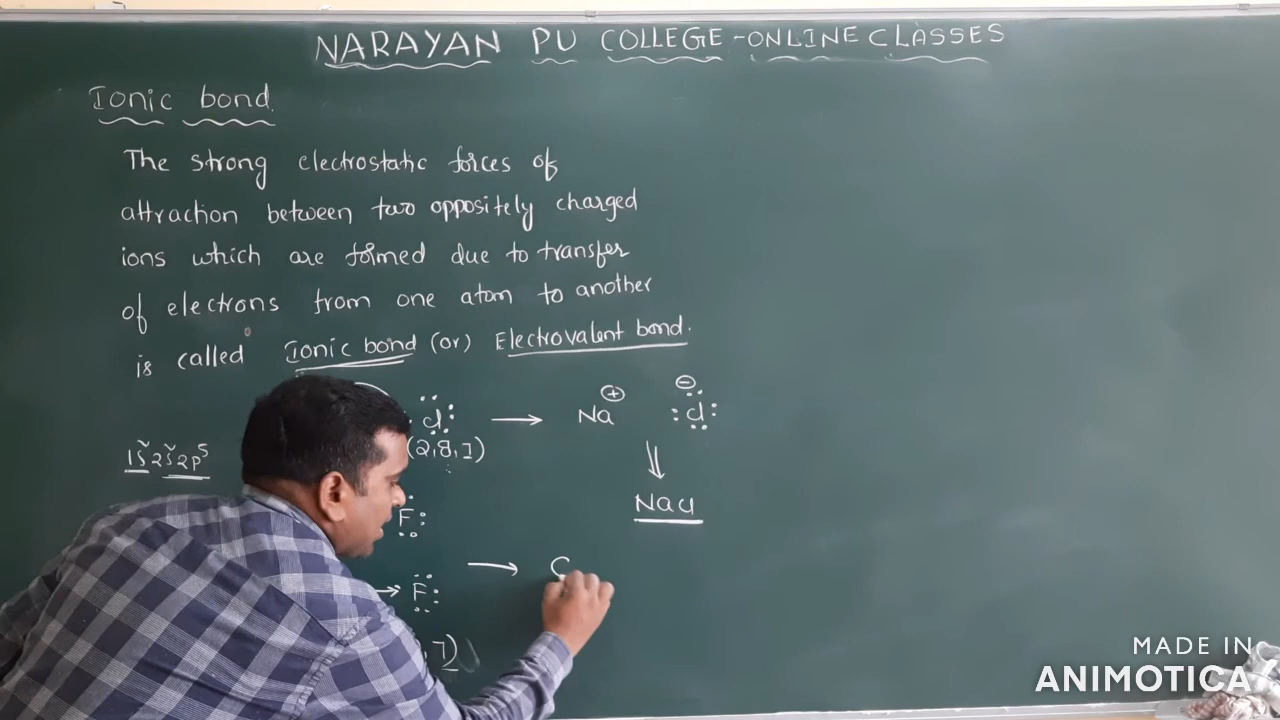 NARAYAN PU COLLEGE - ONLINE CLASSES
Ionic bond.
The strong electrostatic forces of
attraction between two oppositely charged
ions which are formed due to transfer
of electrons from one atom to another
is called Ionic bond (or) Electrovalent bond.
Cl → Na⊕ Cl⊖
(2,8,7)
1s² 2s² 2p⁵
⇓
NaCl
F
→ C
→ F
,7)
MADE IN
ANIMOTICA